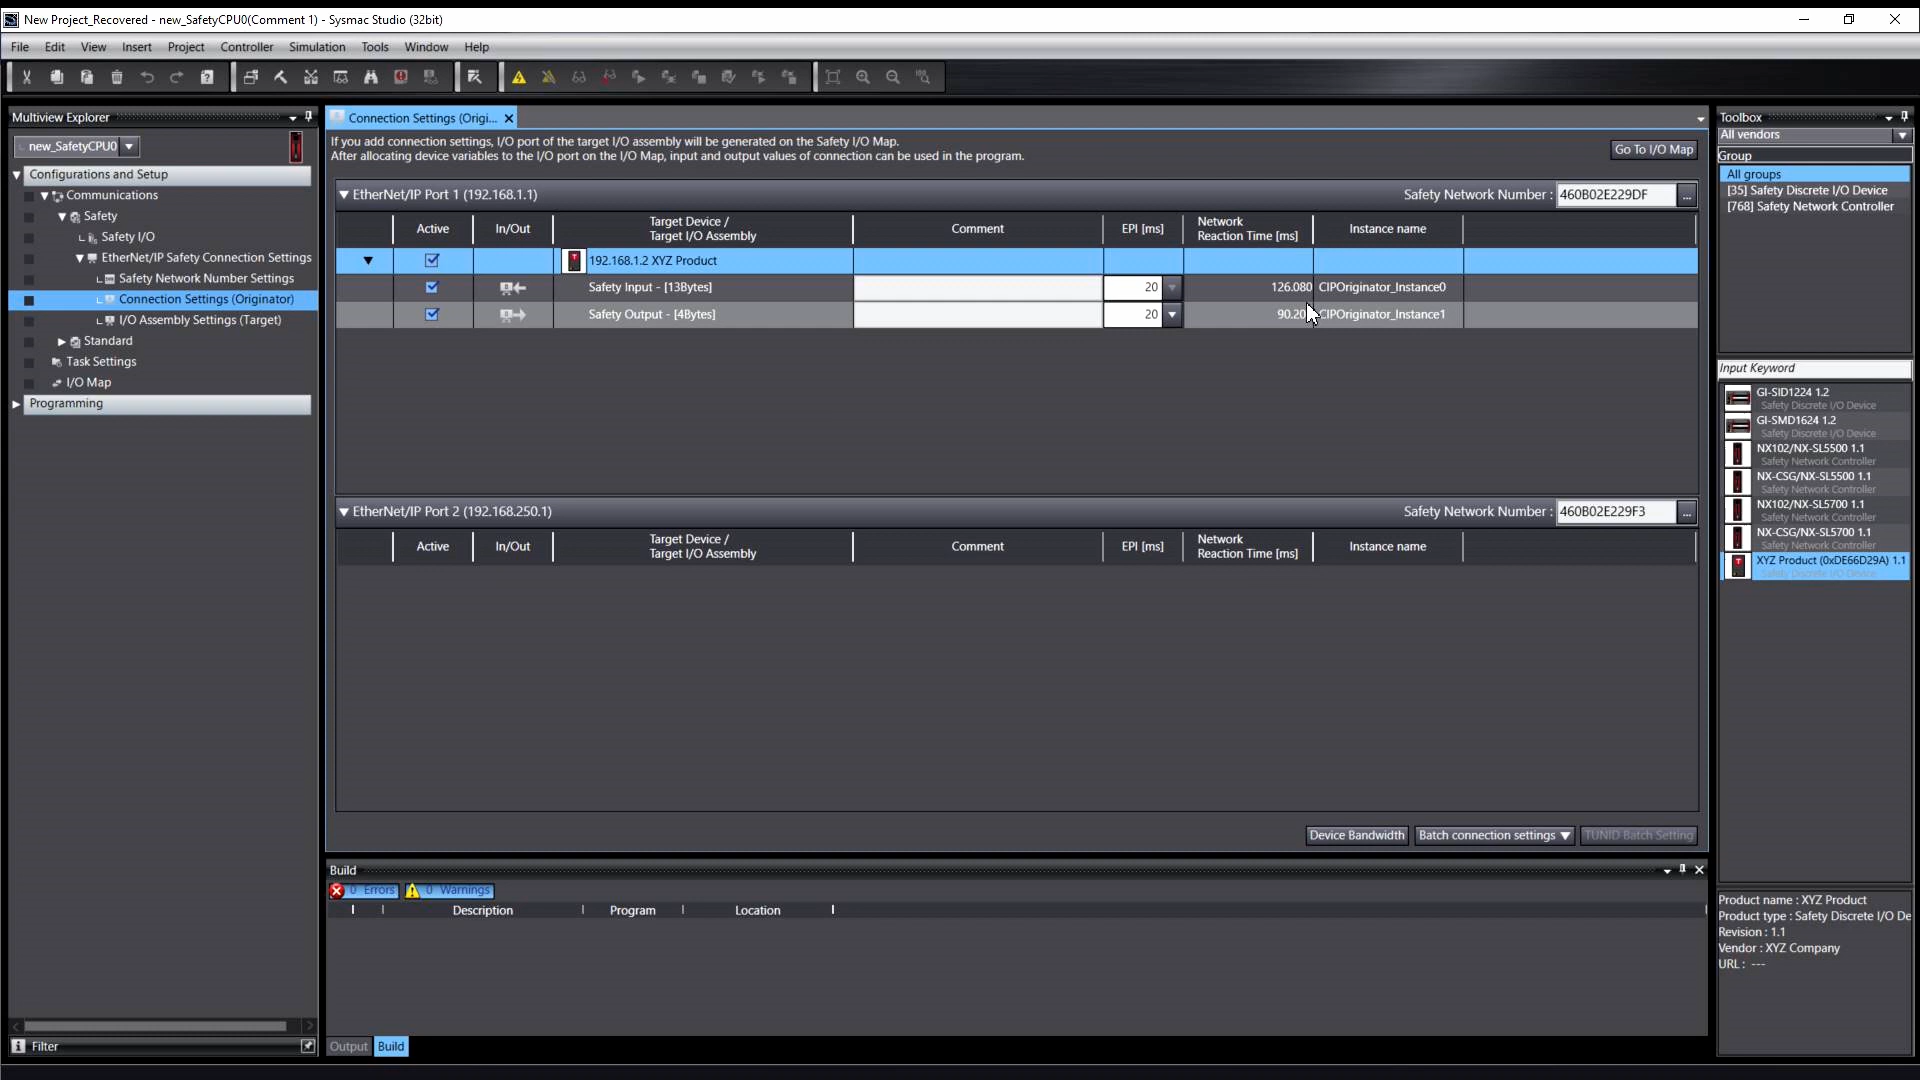 New Project_Recovered - new_SafetyCPU0(Comment 1) - Sysmac Studio (32bit)
File Edit View Insert Project Controller Simulation Tools Window Help
Multiview Explorer
new_SafetyCPU0
Configurations and Setup
Communications
Safety
Safety I/O
EtherNet/IP Safety Connection Settings
Safety Network Number Settings
Connection Settings (Originator)
I/O Assembly Settings (Target)
Standard
Task Settings
I/O Map
Programming
Filter
Connection Settings (Origi...
If you add connection settings, I/O port of the target I/O assembly will be generated on the Safety I/O Map.
After allocating device variables to the I/O port on the I/O Map, input and output values of connection can be used in the program.
Go To I/O Map
EtherNet/IP Port 1 (192.168.1.1) Safety Network Number : 460B02E229DF ...
Active In/Out Target Device / Target I/O Assembly Comment EPI [ms] Network Reaction Time [ms] Instance name
192.168.1.2 XYZ Product
Safety Input - [13Bytes] 20 126.080 CIPOriginator_Instance0
Safety Output - [4Bytes] 20 90.20 CIPOriginator_Instance1
EtherNet/IP Port 2 (192.168.250.1) Safety Network Number : 460B02E229F3 ...
Active In/Out Target Device / Target I/O Assembly Comment EPI [ms] Network Reaction Time [ms] Instance name
Device Bandwidth Batch connection settings TUNID Batch Setting
Build
0 Errors 0 Warnings
Description Program Location
Output Build
Toolbox
All vendors
Group
All groups
[35] Safety Discrete I/O Device
[768] Safety Network Controller
Input Keyword
GI-SID1224 1.2
Safety Discrete I/O Device
GI-SMD1624 1.2
Safety Discrete I/O Device
NX102/NX-SL5500 1.1
Safety Network Controller
NX-CSG/NX-SL5500 1.1
Safety Network Controller
NX102/NX-SL5700 1.1
Safety Network Controller
NX-CSG/NX-SL5700 1.1
Safety Network Controller
XYZ Product (0xDE66D29A) 1.1
Safety Discrete I/O Device
Product name : XYZ Product
Product type : Safety Discrete I/O De
Revision : 1.1
Vendor : XYZ Company
URL : ---